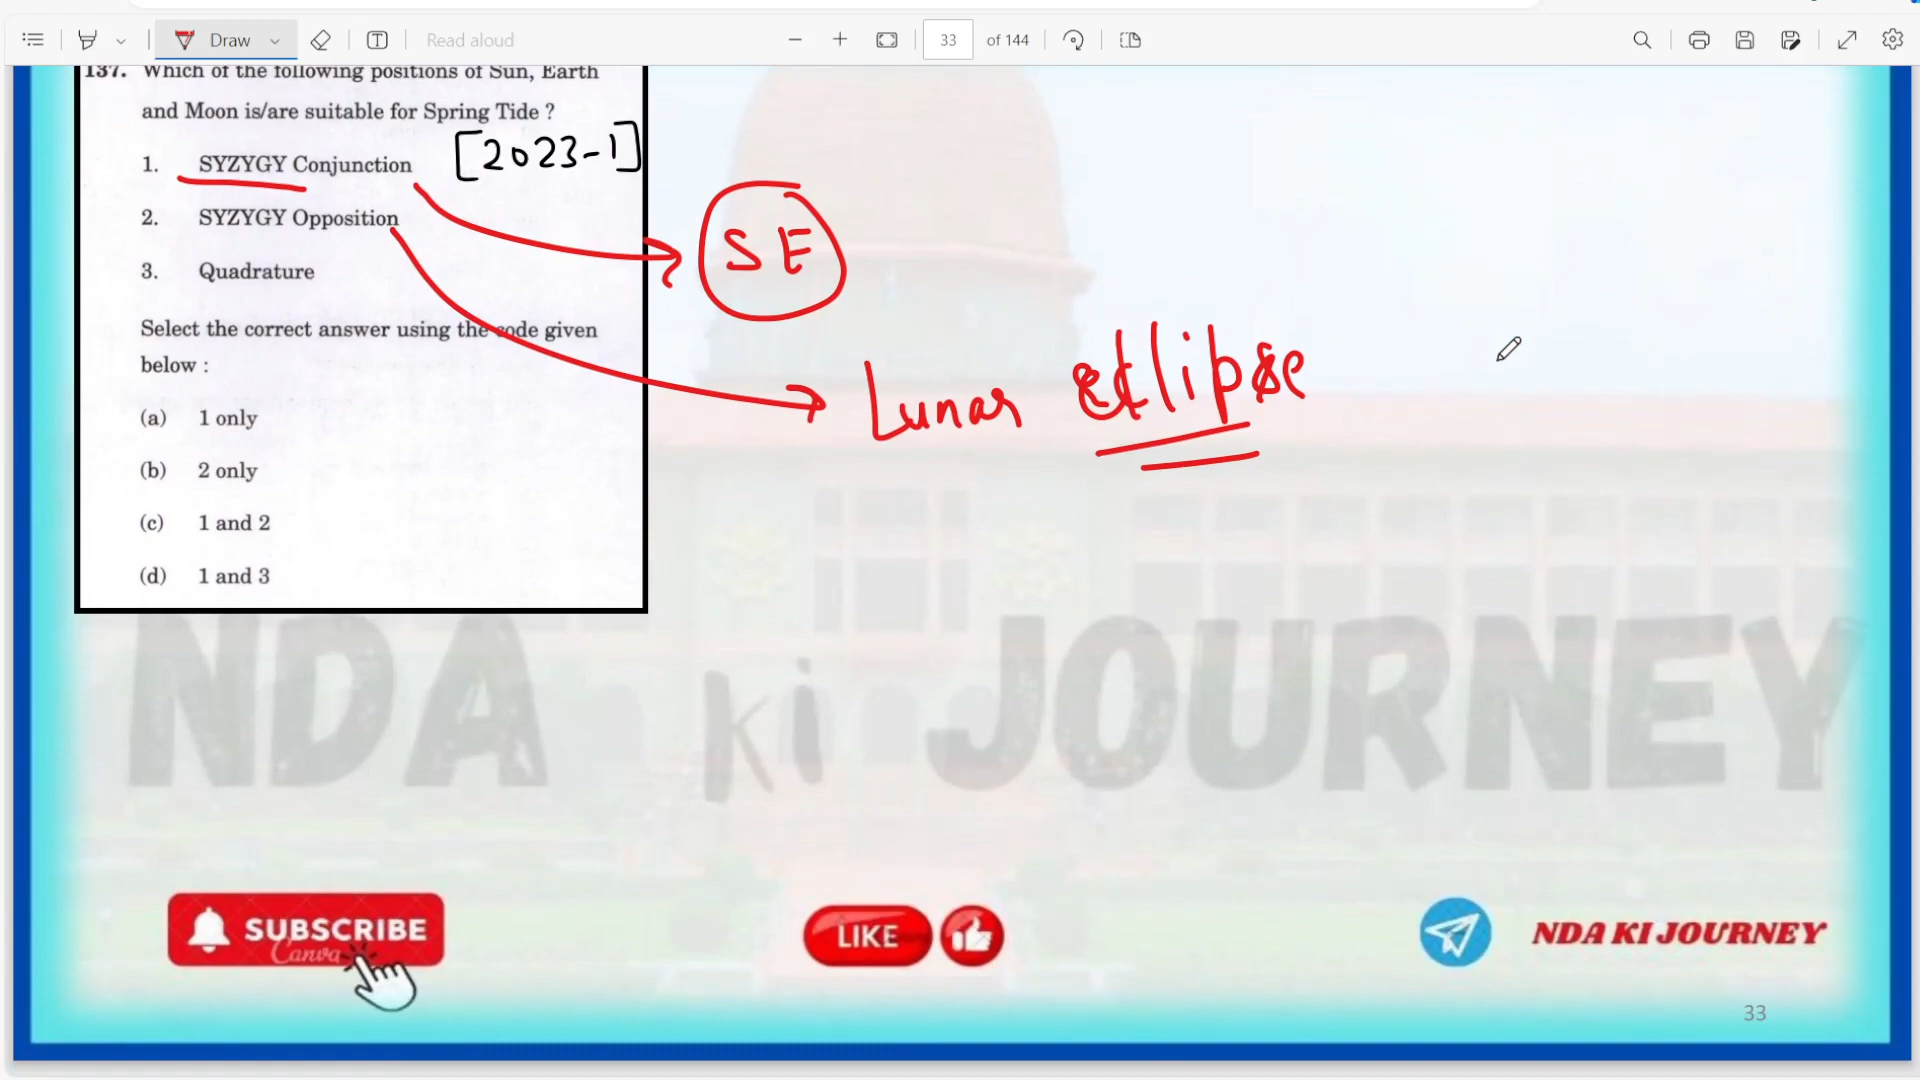 Draw
Read aloud
33
of 144
137. Which of the following positions of Sun, Earth
and Moon is/are suitable for Spring Tide ?
[2023-1]
1. SYZYGY Conjunction
2. SYZYGY Opposition
3. Quadrature
Select the correct answer using the code given
below :
(a) 1 only
(b) 2 only
(c) 1 and 2
(d) 1 and 3
S E
Lunar eclipse
NDA Ki JOURNEY
SUBSCRIBE
Canva
LIKE
NDA KI JOURNEY
33